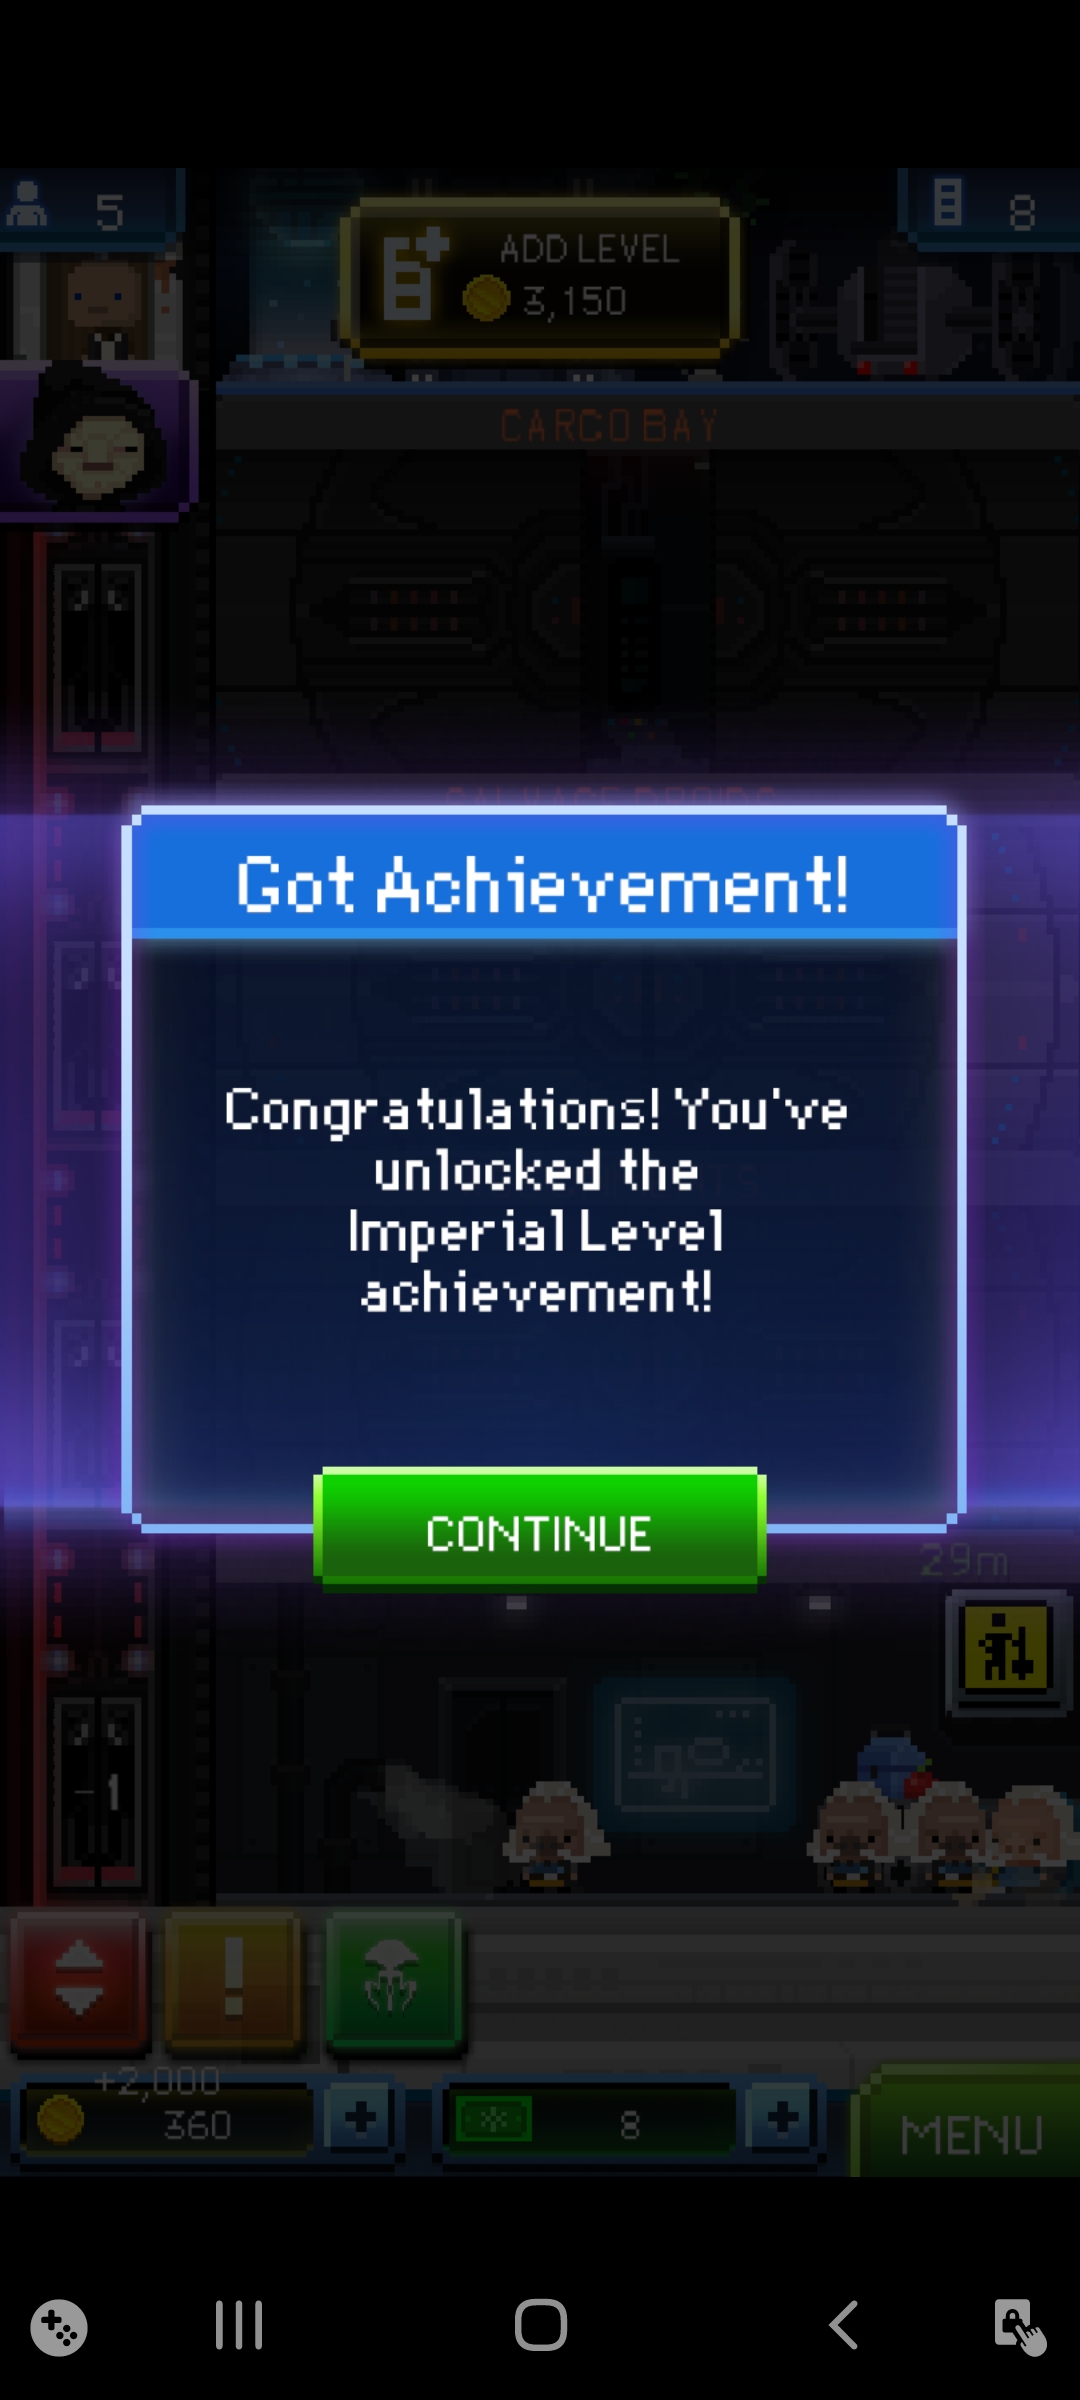 5
ADD LEVEL
3,150
8
CARGO BAY
Got Achievement!
Congratulations! You've
unlocked the
Imperial Level
achievement!
CONTINUE
29m
-1
+2,000
360
8
MENU